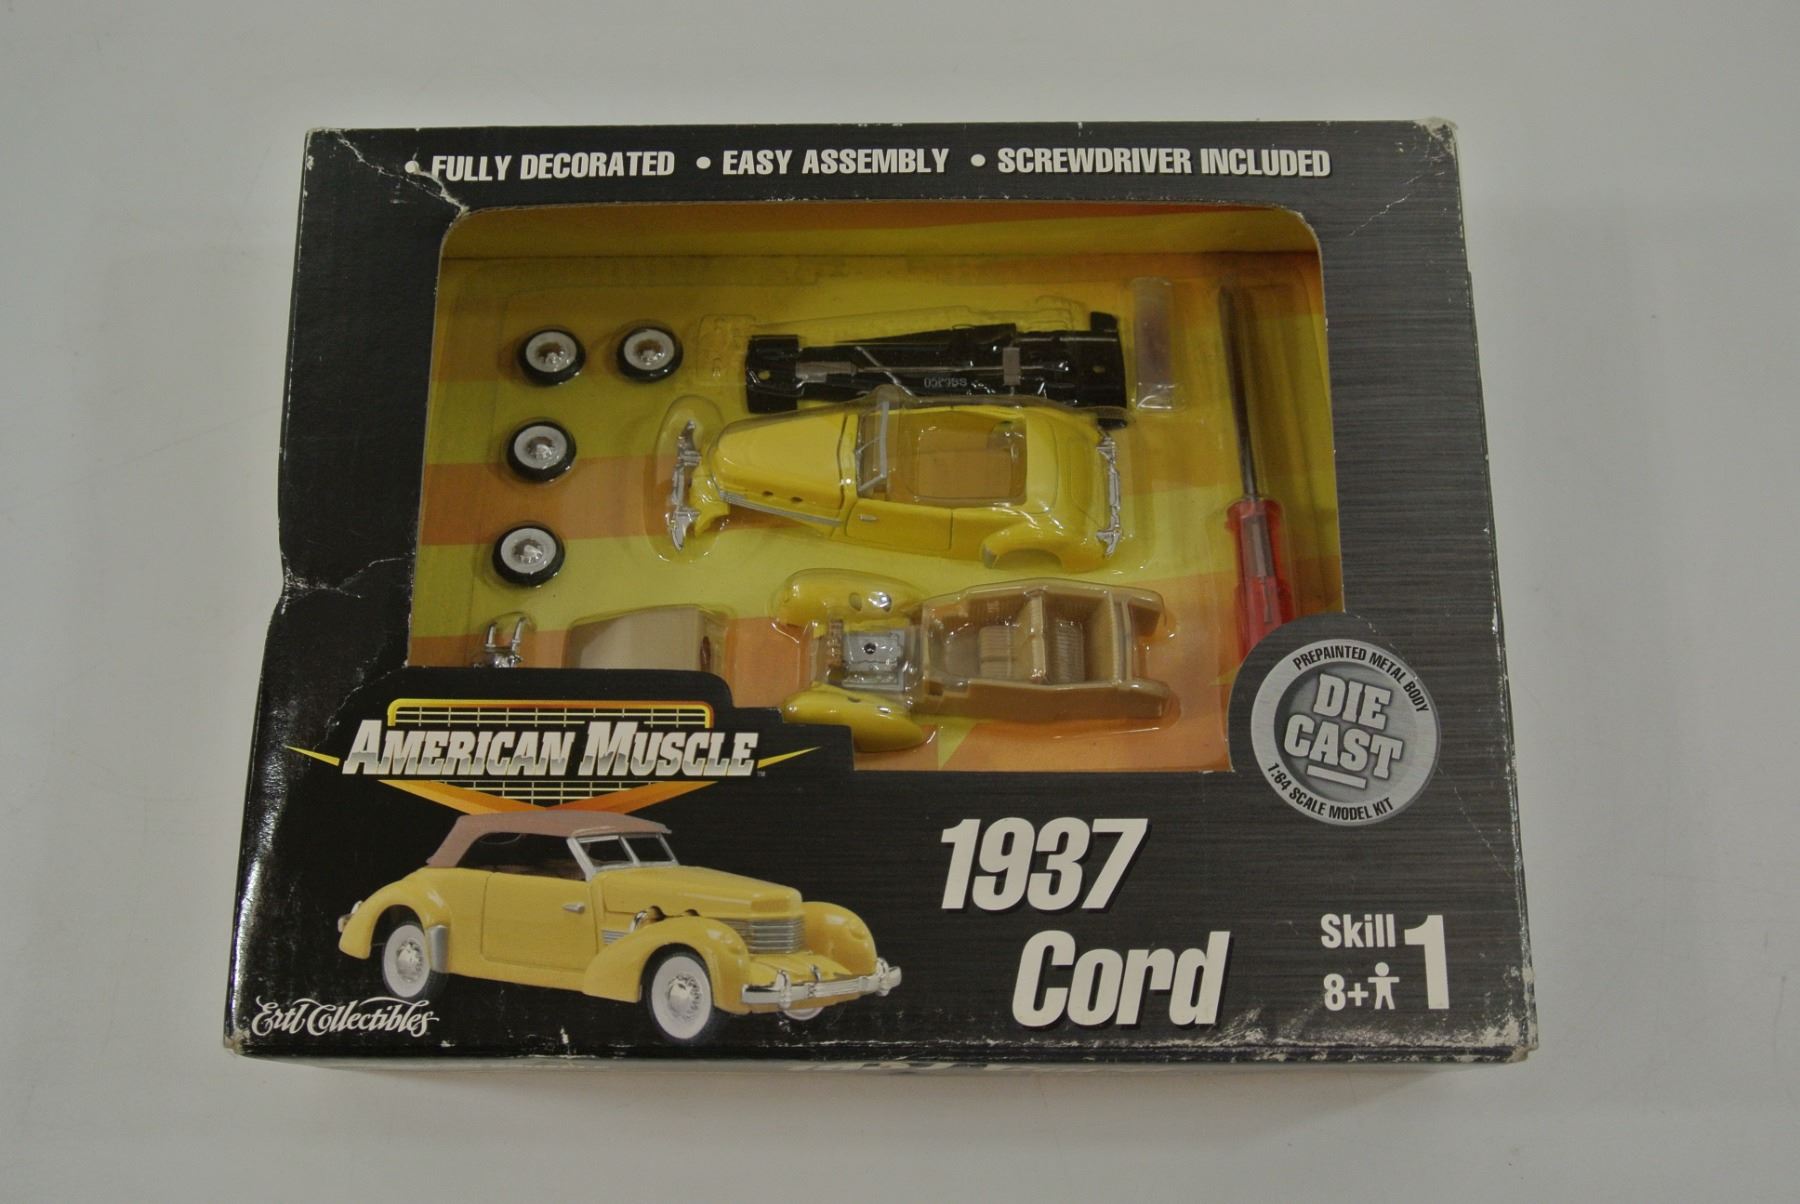 • FULLY DECORATED • EASY ASSEMBLY • SCREWDRIVER INCLUDED
AMERICAN MUSCLE™
PREPAINTED METAL BODY
DIE
CAST
1:64 SCALE MODEL KIT
1937
Cord
Skill 1
8+
Ertl Collectibles